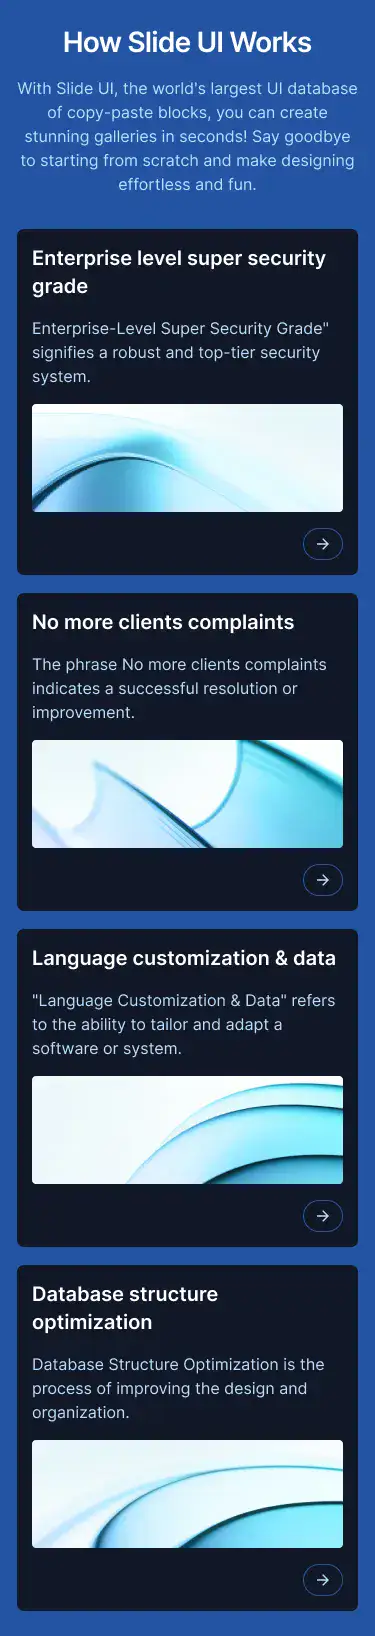 How Slide UI Works
With Slide UI, the world's largest UI database
of copy-paste blocks, you can create
stunning galleries in seconds! Say goodbye
to starting from scratch and make designing
effortless and fun.
Enterprise level super security
grade
Enterprise-Level Super Security Grade"
signifies a robust and top-tier security
system.
No more clients complaints
The phrase No more clients complaints
indicates a successful resolution or
improvement.
Language customization & data
"Language Customization & Data" refers
to the ability to tailor and adapt a
software or system.
Database structure
optimization
Database Structure Optimization is the
process of improving the design and
organization.